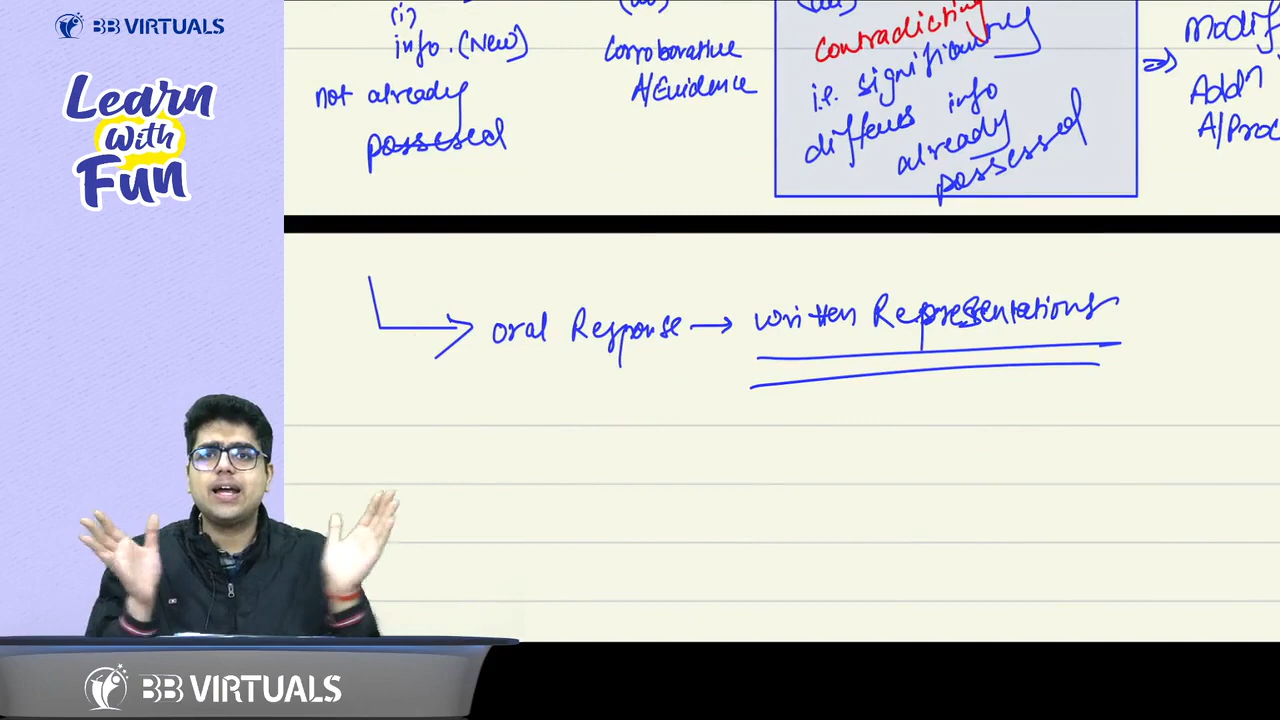 BB VIRTUALS
Learn
With
Fun
(i)
info. (New)
not already
possessed
Corroborative
A/Evidence
Contradicting
i.e. significantly
differs info
already
possessed
⇒
Modif
Addn
A/Proc
Oral Response → Written Representations
BB VIRTUALS